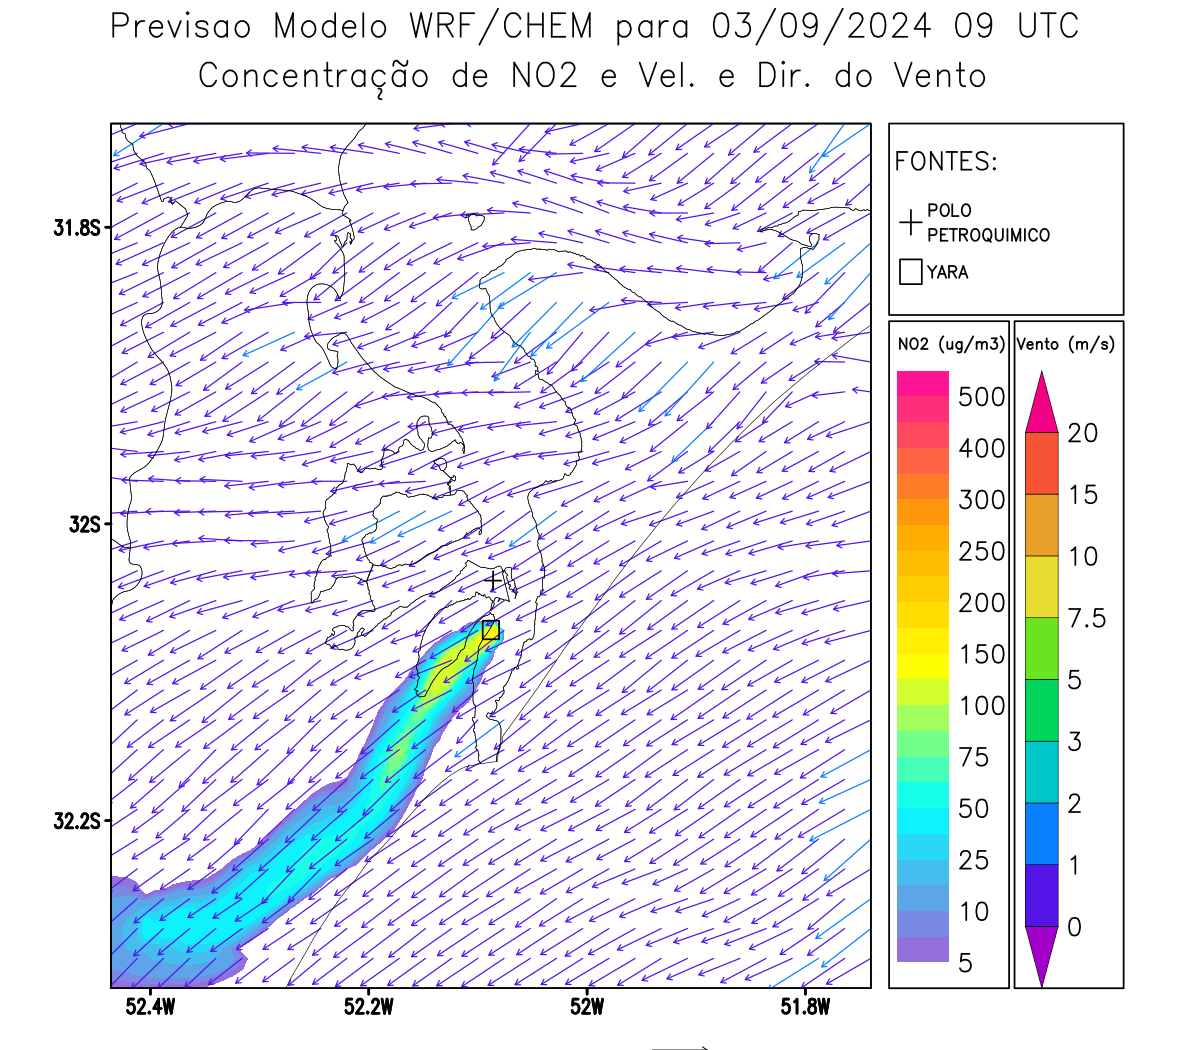 Previsao Modelo WRF/CHEM para 03/09/2024 09 UTC
Concentração de NO2 e Vel. e Dir. do Vento
FONTES:
POLO
PETROQUIMICO
YARA
NO2 (ug/m3)
500
400
300
250
200
150
100
75
50
25
10
5
Vento (m/s)
20
15
10
7.5
5
3
2
1
0
31.8S
32S
32.2S
52.4W
52.2W
52W
51.8W